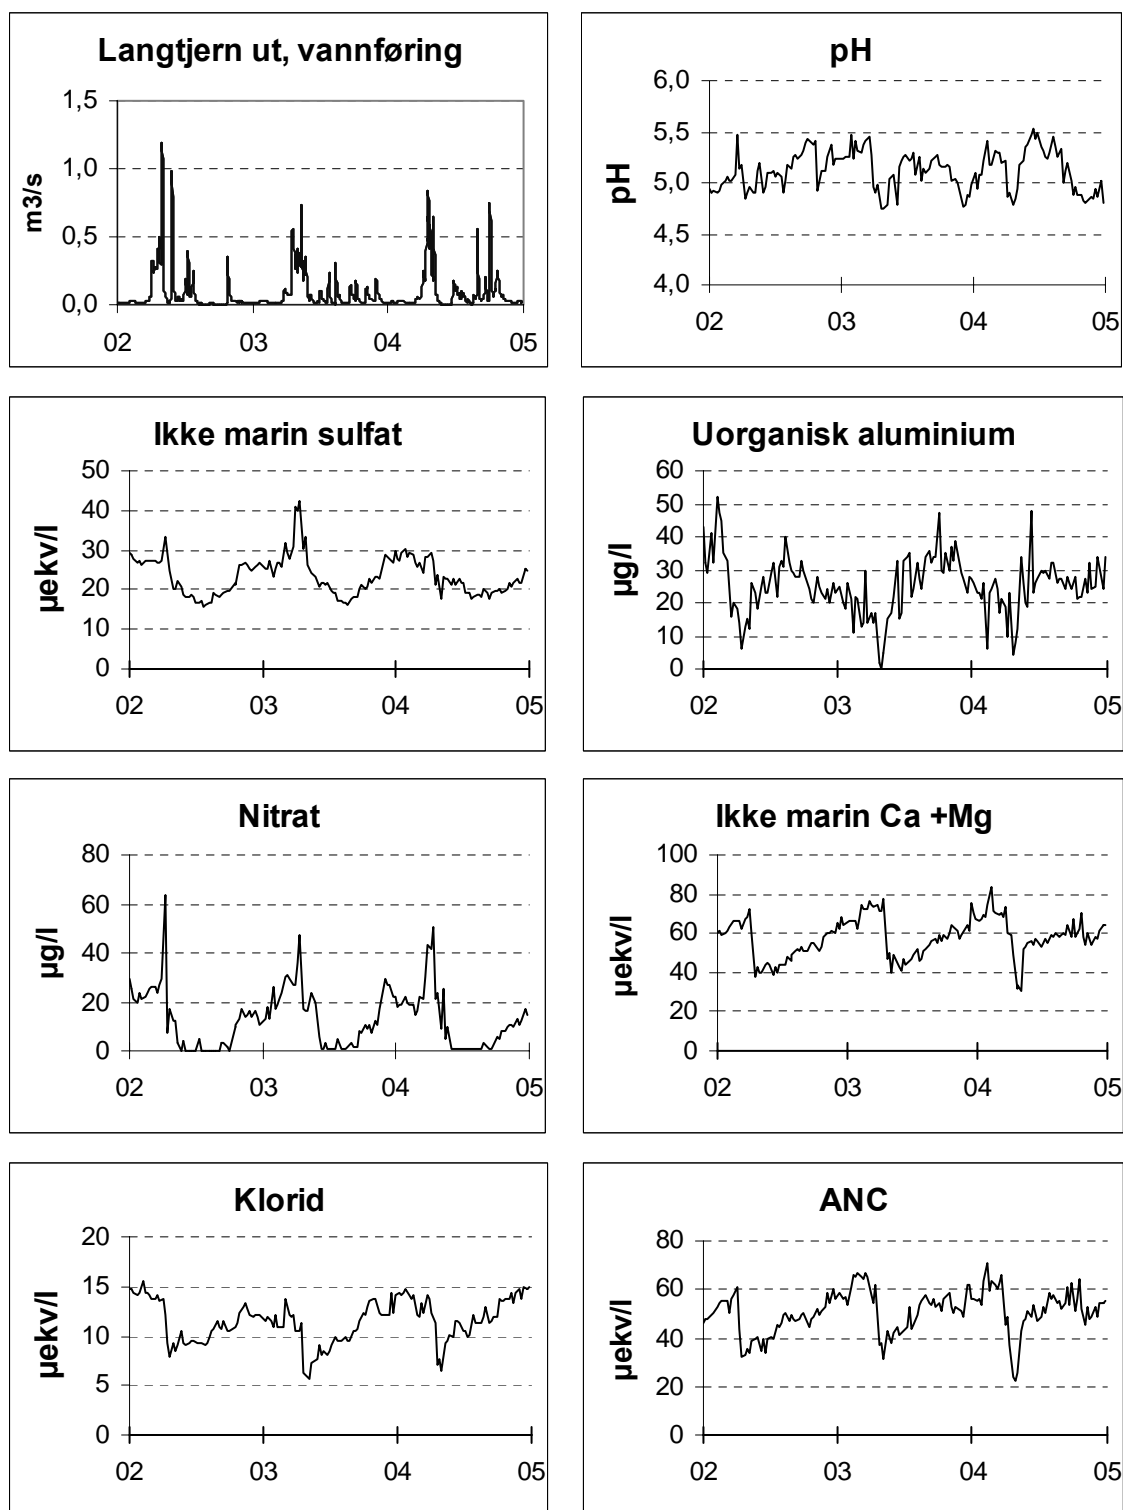 Langtjern ut, vannføring
m3/s
1,5
1,0
0,5
0,0
02 03 04 05
pH
pH
6,0
5,5
5,0
4,5
4,0
02 03 04 05
Ikke marin sulfat
µekv/l
50
40
30
20
10
0
02 03 04 05
Uorganisk aluminium
µg/l
60
50
40
30
20
10
0
02 03 04 05
Nitrat
µg/l
80
60
40
20
0
02 03 04 05
Ikke marin Ca +Mg
µekv/l
100
80
60
40
20
0
02 03 04 05
Klorid
µekv/l
20
15
10
5
0
02 03 04 05
ANC
µekv/l
80
60
40
20
0
02 03 04 05